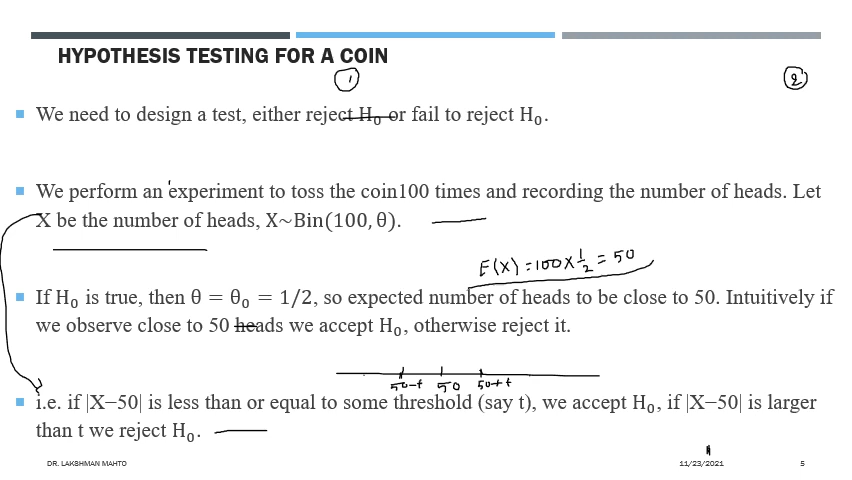 HYPOTHESIS TESTING FOR A COIN
1
2
We need to design a test, either reject H₀ or fail to reject H₀.
We perform an experiment to toss the coin100 times and recording the number of heads. Let
X be the number of heads, X~Bin(100, θ).
E(X) = 100 × 1/2 = 50
If H₀ is true, then θ = θ₀ = 1/2, so expected number of heads to be close to 50. Intuitively if
we observe close to 50 heads we accept H₀, otherwise reject it.
50-t 50 50+t
i.e. if |X−50| is less than or equal to some threshold (say t), we accept H₀, if |X−50| is larger
than t we reject H₀.
DR. LAKSHMAN MAHTO 11/23/2021 5